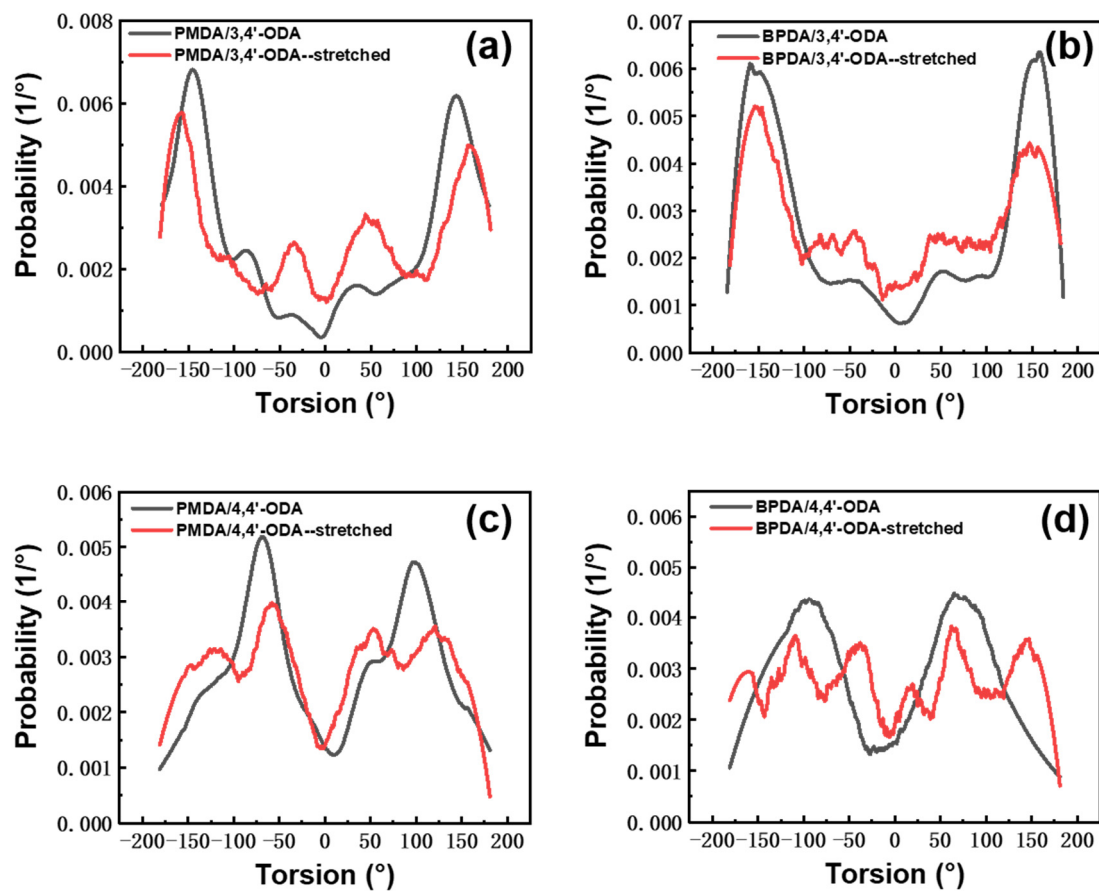 PMDA/3,4'-ODA
PMDA/3,4'-ODA--stretched
(a)
0.008
0.006
0.004
0.002
0.000
Probability (1/°)
−200 −150 −100 −50 0 50 100 150 200
Torsion (°)
BPDA/3,4'-ODA
BPDA/3,4'-ODA--stretched
(b)
0.007
0.006
0.005
0.004
0.003
0.002
0.001
0.000
Probability (1/°)
−200 −150 −100 −50 0 50 100 150 200
Torsion (°)
PMDA/4,4'-ODA
PMDA/4,4'-ODA--stretched
(c)
0.006
0.005
0.004
0.003
0.002
0.001
0.000
Probability (1/°)
−200 −150 −100 −50 0 50 100 150 200
Torsion (°)
BPDA/4,4'-ODA
BPDA/4,4'-ODA-stretched
(d)
0.006
0.005
0.004
0.003
0.002
0.001
0.000
Probability (1/°)
−200 −150 −100 −50 0 50 100 150 200
Torsion (°)